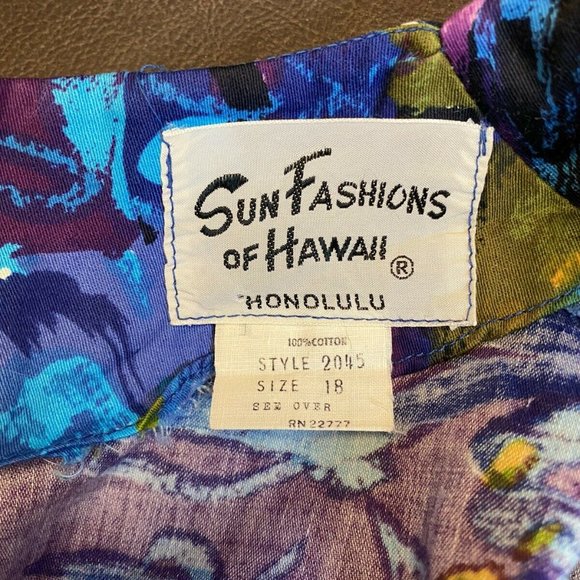 SUN FASHIONS
OF HAWAII ®
HONOLULU
100% COTTON
STYLE 2045
SIZE 18
SEE OVER
RN 22777